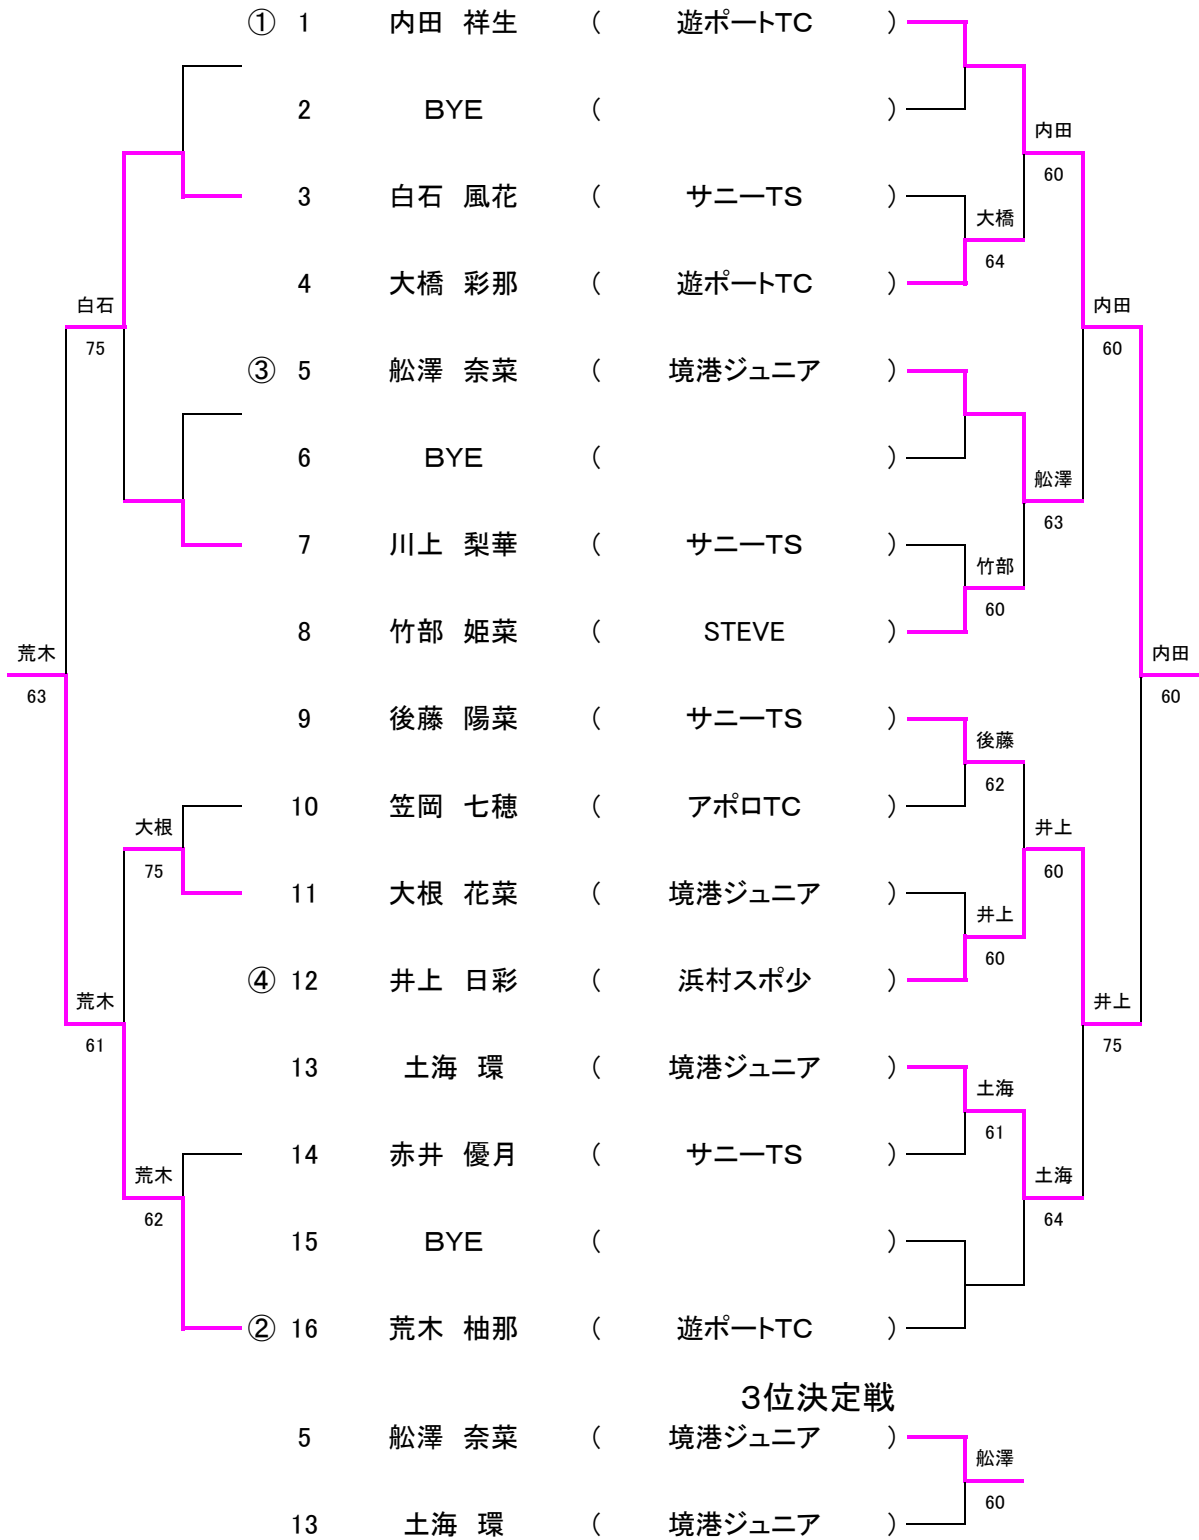 ① 1 内田 祥生 ( 遊ポートTC )
2 BYE ( )
内田
60
3 白石 風花 ( サニーTS )
大橋
64
4 大橋 彩那 ( 遊ポートTC )
白石
75
内田
60
③ 5 舩澤 奈菜 ( 境港ジュニア )
6 BYE ( )
舩澤
63
7 川上 梨華 ( サニーTS )
竹部
60
8 竹部 姫菜 ( STEVE )
荒木
63
内田
60
9 後藤 陽菜 ( サニーTS )
後藤
62
10 笠岡 七穂 ( アポロTC )
大根
75
井上
60
11 大根 花菜 ( 境港ジュニア )
井上
60
④ 12 井上 日彩 ( 浜村スポ少 )
荒木
61
井上
75
13 土海 環 ( 境港ジュニア )
土海
61
14 赤井 優月 ( サニーTS )
荒木
62
土海
64
15 BYE ( )
② 16 荒木 柚那 ( 遊ポートTC )
3位決定戦
5 舩澤 奈菜 ( 境港ジュニア )
舩澤
60
13 土海 環 ( 境港ジュニア )